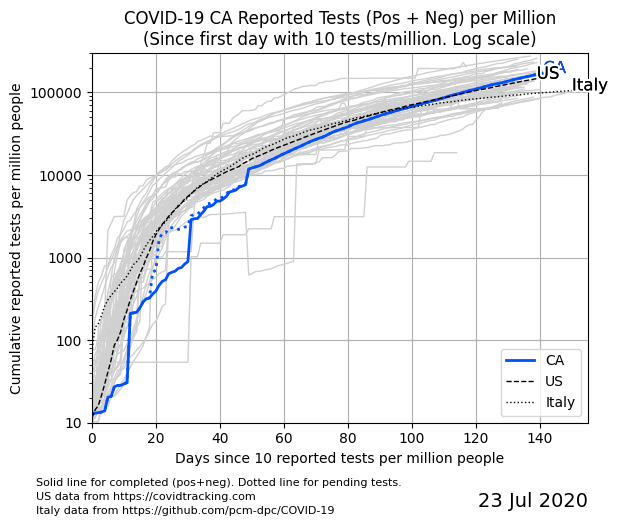 COVID-19 CA Reported Tests (Pos + Neg) per Million
(Since first day with 10 tests/million. Log scale)
Cumulative reported tests per million people
100000
10000
1000
100
10
CA
US
Italy
CA
US
Italy
0 20 40 60 80 100 120 140
Days since 10 reported tests per million people
Solid line for completed (pos+neg). Dotted line for pending tests.
US data from https://covidtracking.com
Italy data from https://github.com/pcm-dpc/COVID-19
23 Jul 2020